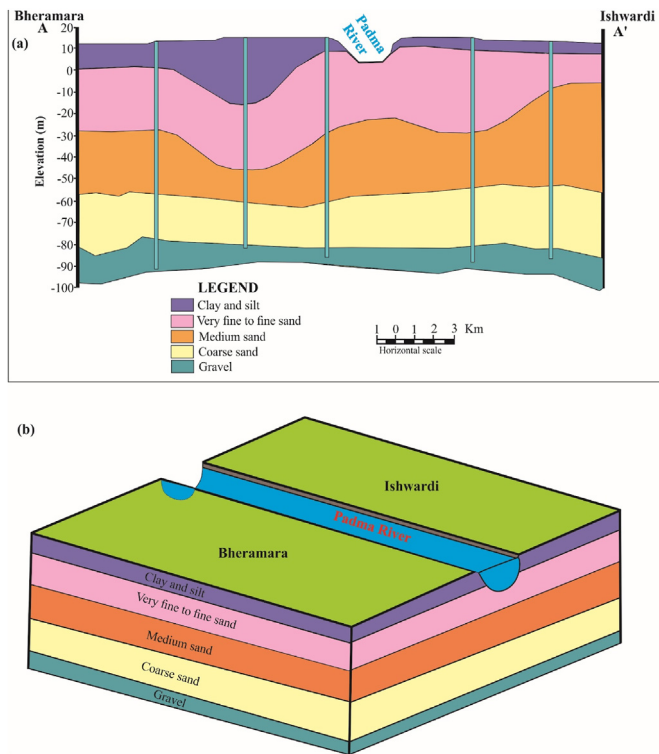 Bheramara
A
Ishwardi
A'
(a)
Padma
River
Elevation (m)
20
10
0
-10
-20
-30
-40
-50
-60
-70
-80
-90
-100
LEGEND
Clay and silt
Very fine to fine sand
Medium sand
Coarse sand
Gravel
1 0 1 2 3 Km
Horizontal scale
(b)
Ishwardi
Padma River
Bheramara
Clay and silt
Very fine to fine sand
Medium sand
Coarse sand
Gravel